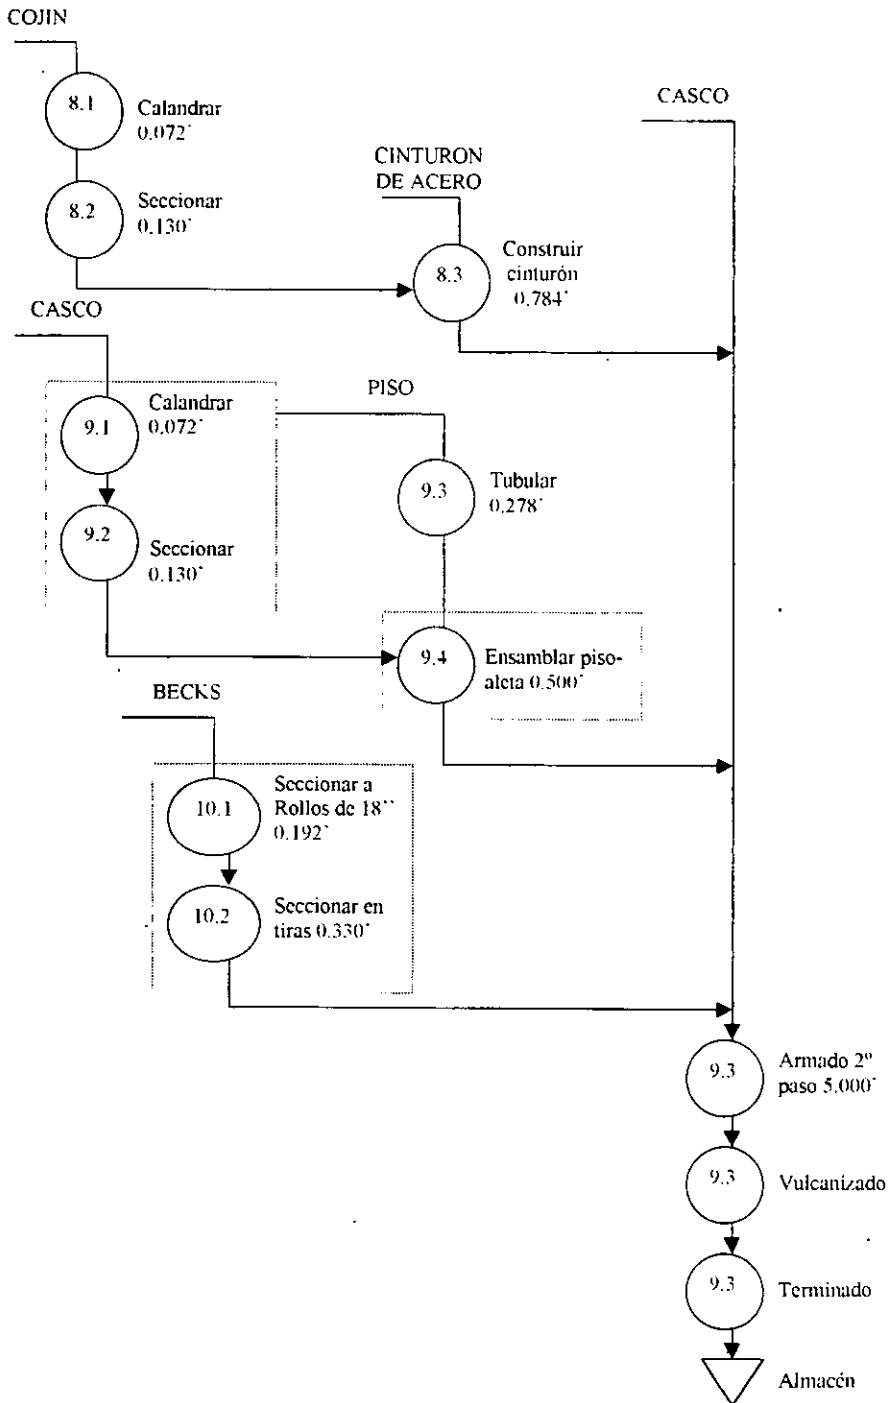 COJIN
8.1
Calandrar
0.072'
8.2
Seccionar
0.130'
CINTURON
DE ACERO
8.3
Construir
cinturón
0.784'
CASCO
CASCO
9.1
Calandrar
0.072'
9.2
Seccionar
0.130'
PISO
9.3
Tubular
0.278'
9.4
Ensamblar piso-
aleta 0.500'
BECKS
10.1
Seccionar a
Rollos de 18''
0.192'
10.2
Seccionar en
tiras 0.330'
9.3
Armado 2º
paso 5.000'
9.3
Vulcanizado
9.3
Terminado
Almacén